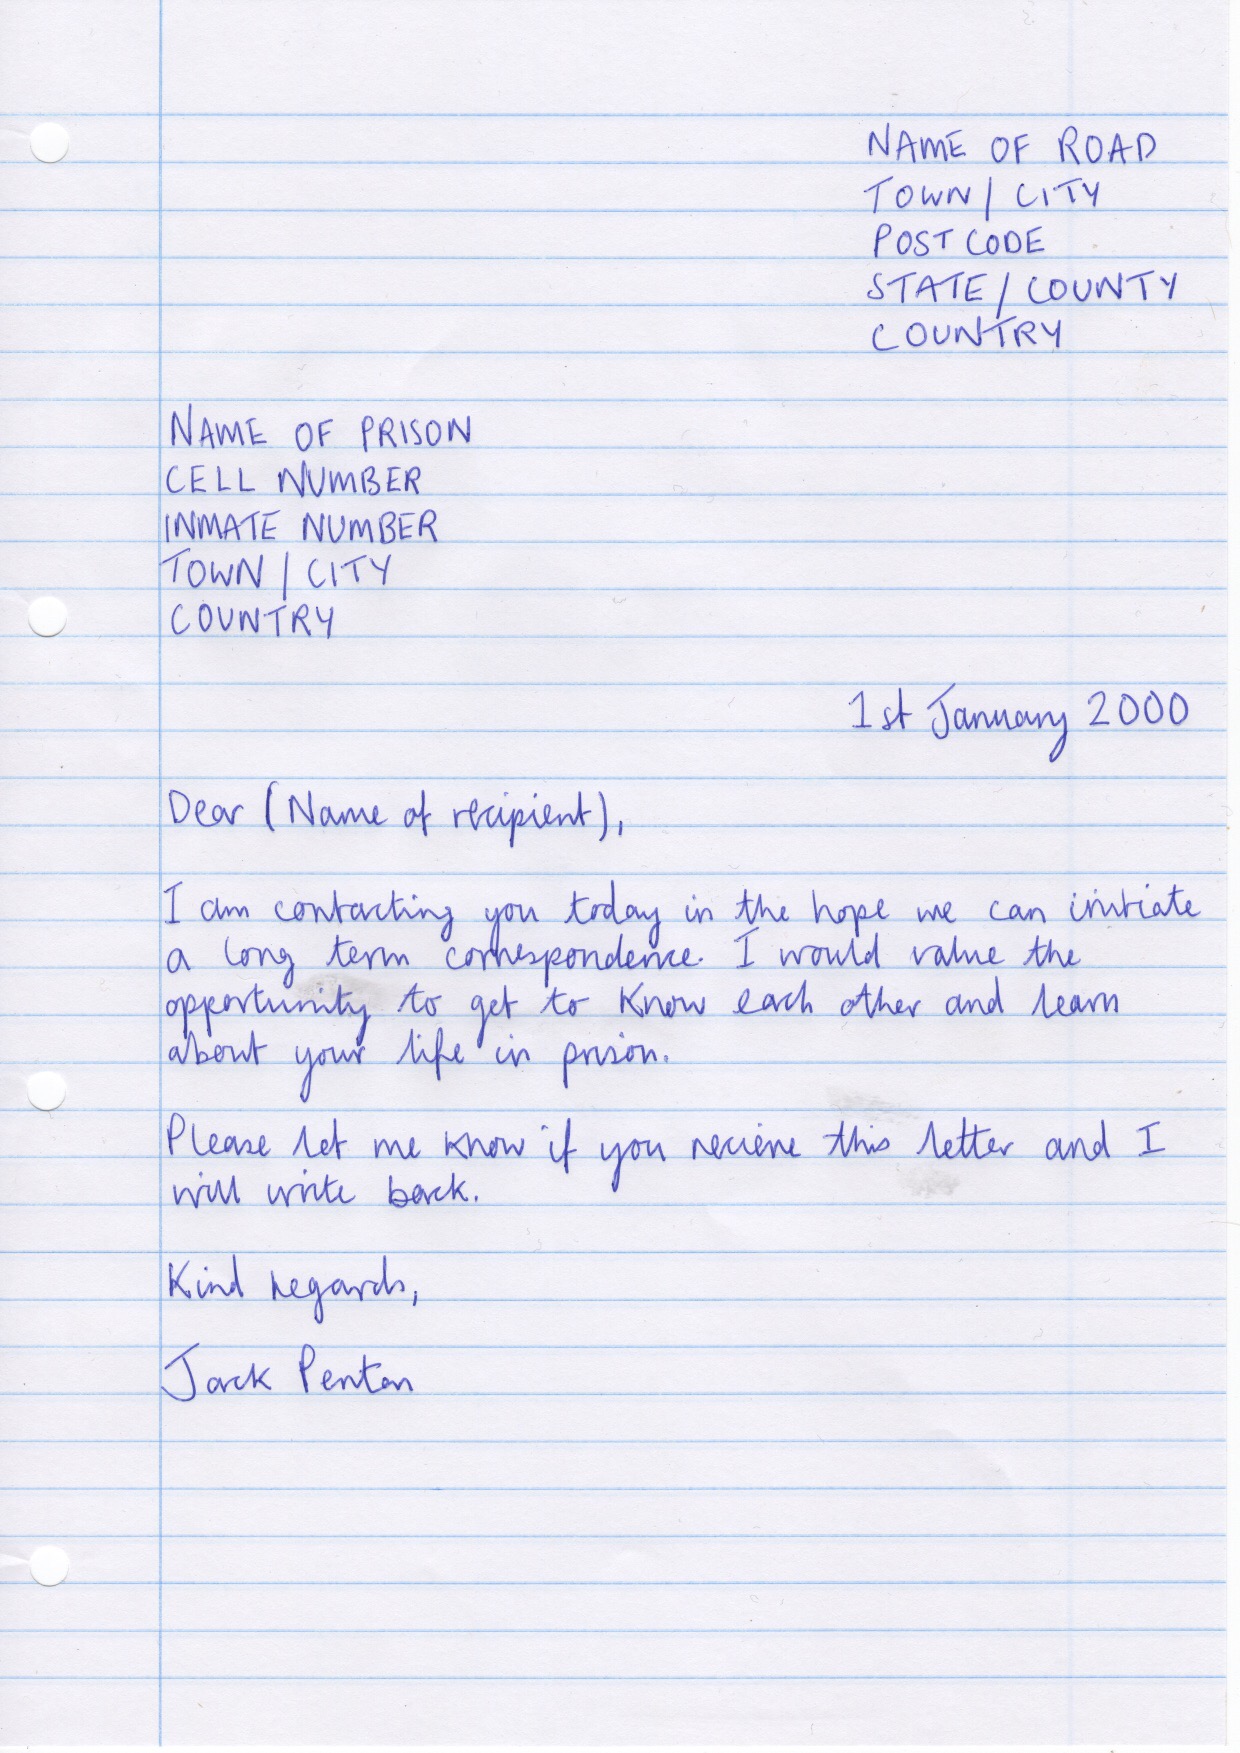 NAME OF ROAD
TOWN / CITY
POSTCODE
STATE / COUNTY
COUNTRY
NAME OF PRISON
CELL NUMBER
INMATE NUMBER
TOWN / CITY
COUNTRY
1st January 2000
Dear (Name of recipient),
I am contacting you today in the hope we can initiate
a long term correspondence. I would value the
opportunity to get to know each other and learn
about your life in prison.
Please let me know if you recieve this letter and I
will write back.
Kind regards,
Jack Penton